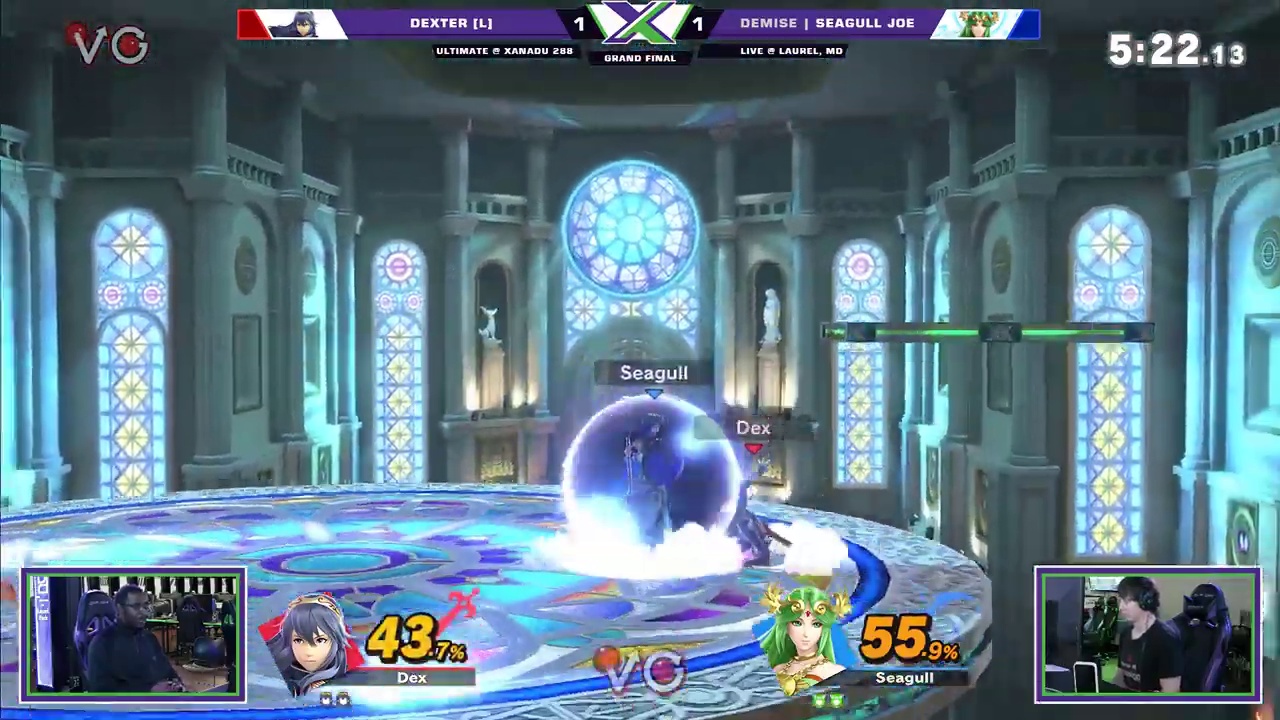 DEXTER [L]
1
1
DEMISE | SEAGULL JOE
ULTIMATE @ XANADU 288
LIVE @ LAUREL, MD
GRAND FINAL
VG
5:22.13
Seagull
Dex
43.7%
Dex
VG
55.9%
Seagull